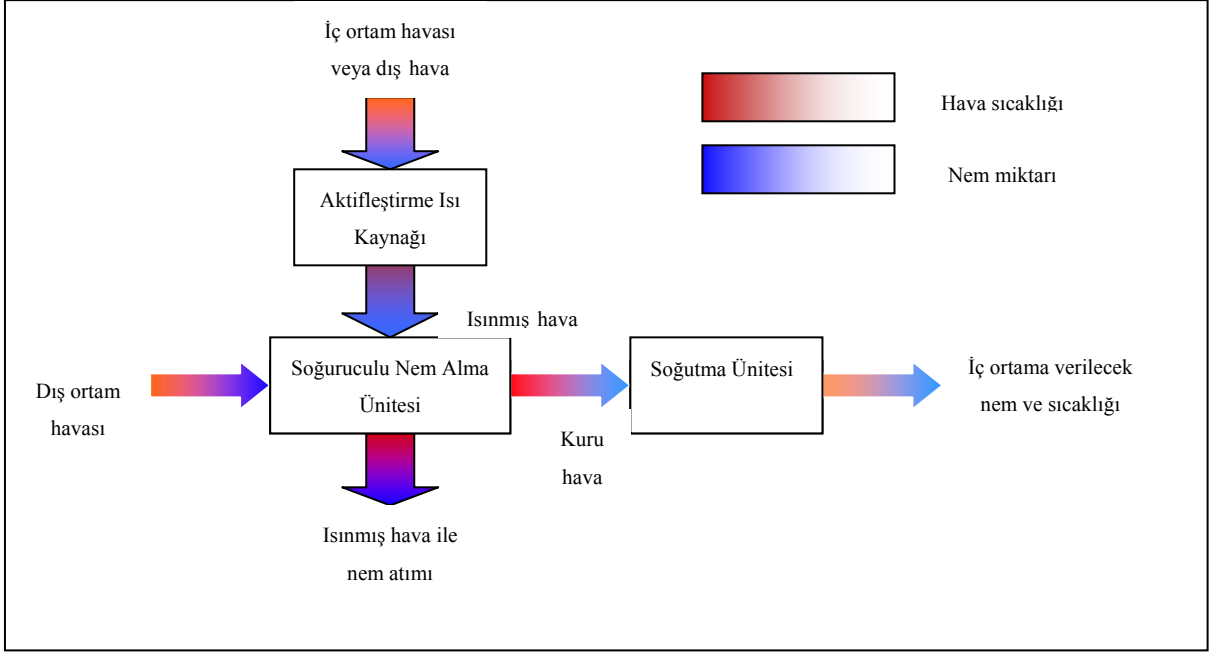 İç ortam havası
veya dış hava
Hava sıcaklığı
Nem miktarı
Aktifleştirme Isı
Kaynağı
Isınmış hava
Soğuruculu Nem Alma
Ünitesi
Soğutma Ünitesi
Dış ortam
havası
İç ortama verilecek
nem ve sıcaklığı
Kuru
hava
Isınmış hava ile
nem atımı